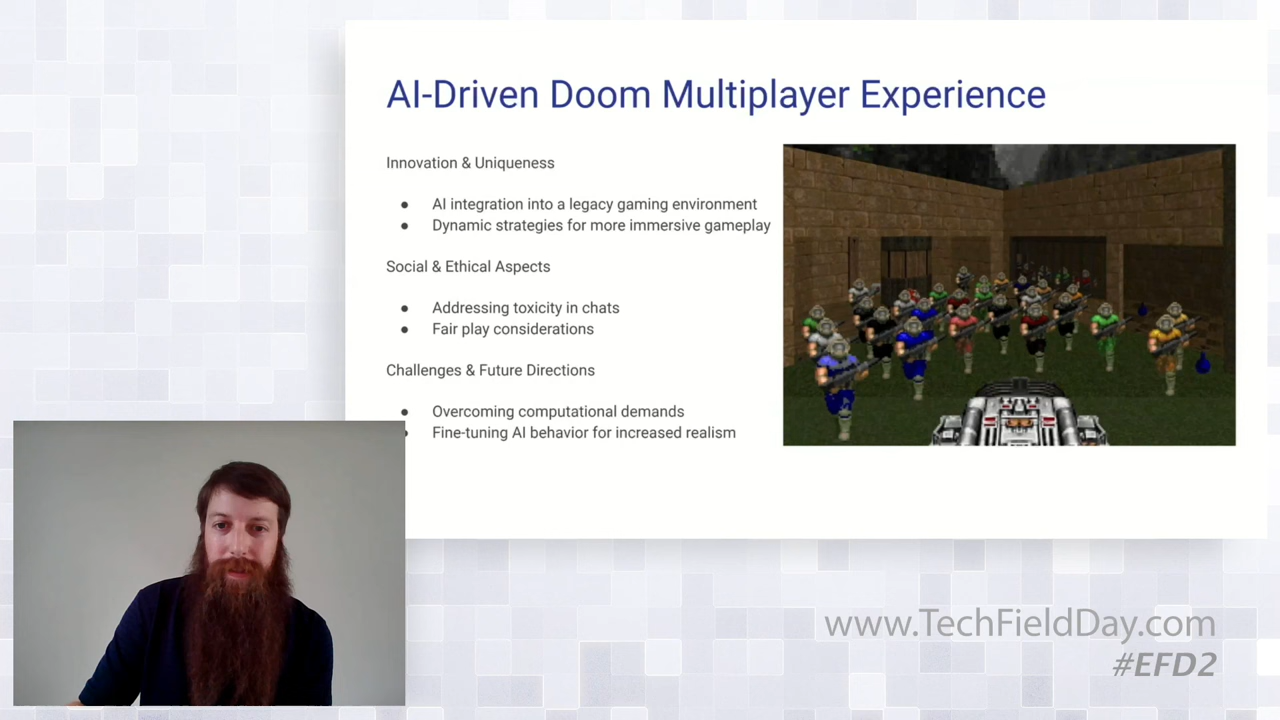 AI-Driven Doom Multiplayer Experience
Innovation & Uniqueness
● AI integration into a legacy gaming environment
● Dynamic strategies for more immersive gameplay
Social & Ethical Aspects
● Addressing toxicity in chats
● Fair play considerations
Challenges & Future Directions
● Overcoming computational demands
● Fine-tuning AI behavior for increased realism
www.TechFieldDay.com
#EFD2